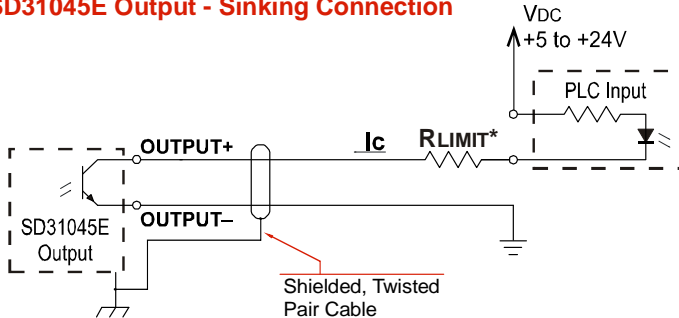 SD31045E Output - Sinking Connection
VDC
+5 to +24V
PLC Input
OUTPUT+
Ic
RLIMIT*
SD31045E
Output
OUTPUT–
Shielded, Twisted
Pair Cable